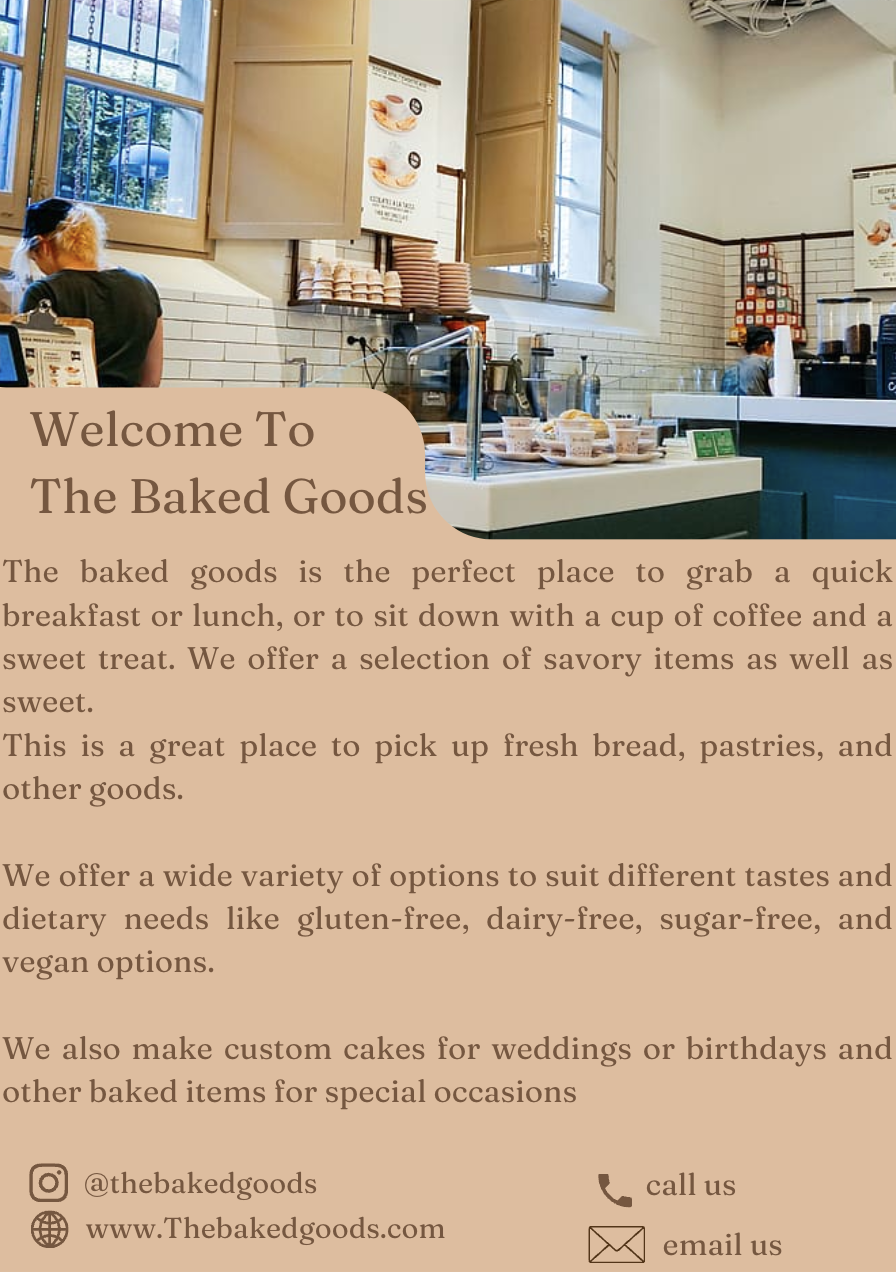 Welcome To
The Baked Goods
The baked goods is the perfect place to grab a quick
breakfast or lunch, or to sit down with a cup of coffee and a
sweet treat. We offer a selection of savory items as well as
sweet.
This is a great place to pick up fresh bread, pastries, and
other goods.
We offer a wide variety of options to suit different tastes and
dietary needs like gluten-free, dairy-free, sugar-free, and
vegan options.
We also make custom cakes for weddings or birthdays and
other baked items for special occasions
@thebakedgoods
call us
www.Thebakedgoods.com
email us